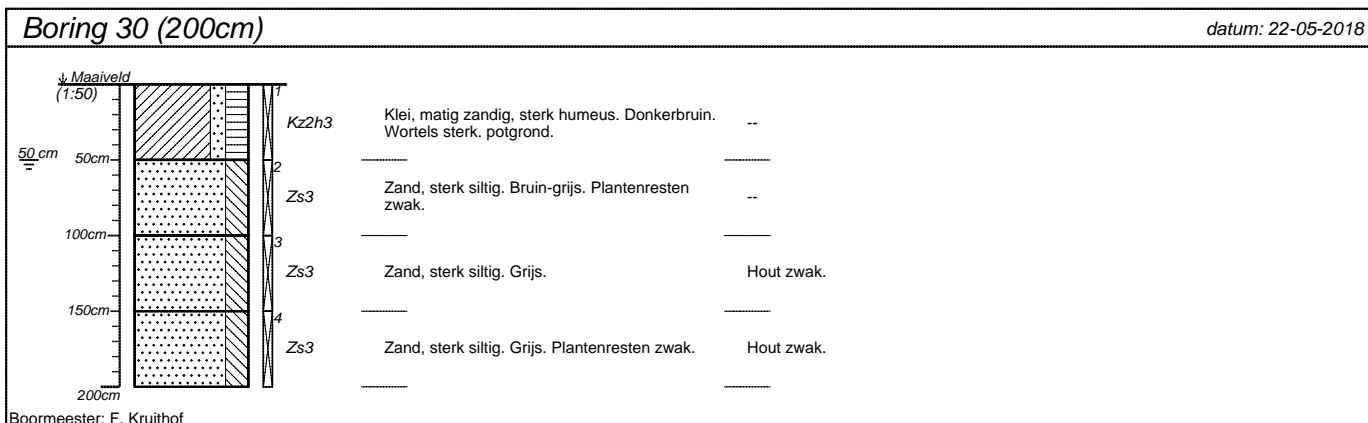 Boring 30 (200cm)
datum: 22-05-2018
Maaiveld
(1:50)
1
Kz2h3
Klei, matig zandig, sterk humeus. Donkerbruin.
Wortels sterk. potgrond.
--
50 cm
50cm
2
Zs3
Zand, sterk siltig. Bruin-grijs. Plantenresten
zwak.
--
100cm
3
Zs3
Zand, sterk siltig. Grijs.
Hout zwak.
150cm
4
Zs3
Zand, sterk siltig. Grijs. Plantenresten zwak.
Hout zwak.
200cm
Boormeester: F. Kruithof